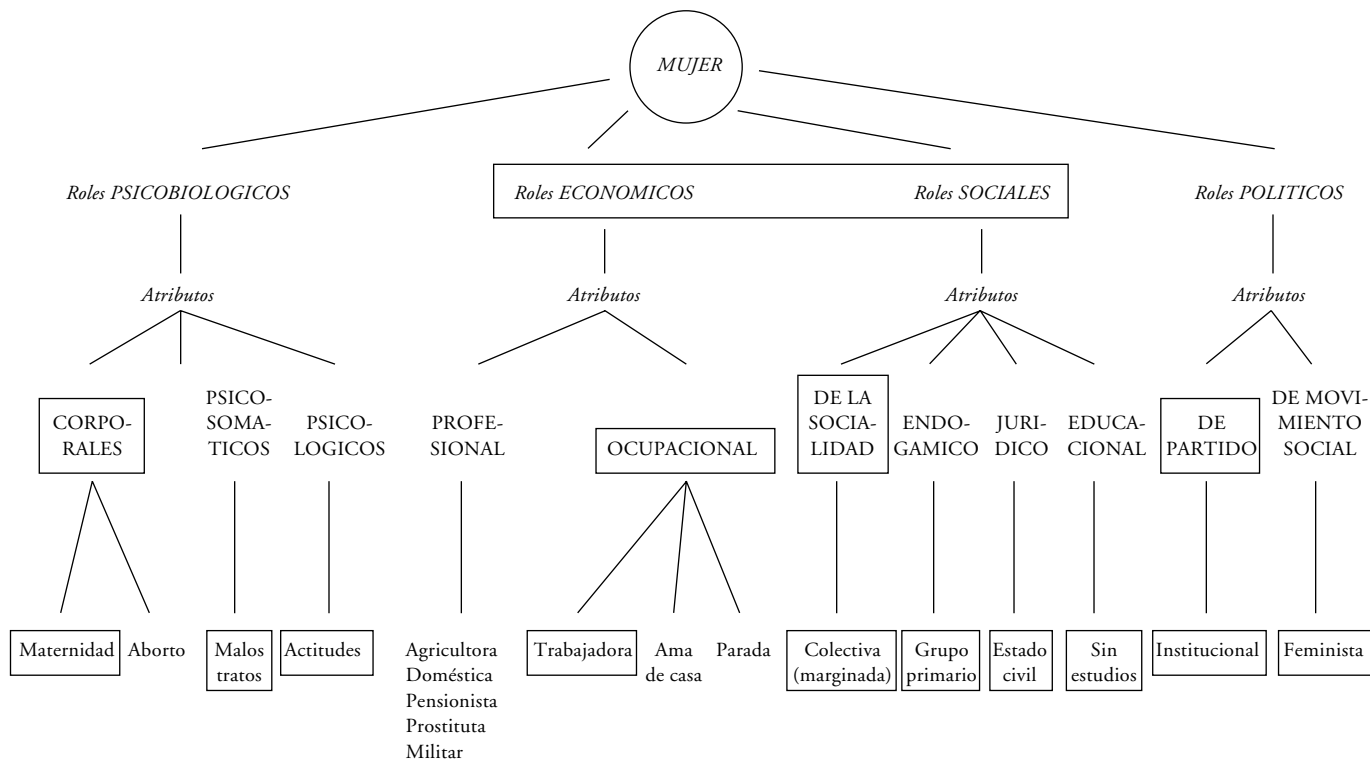 MUJER
Roles PSICOBIOLOGICOS
Roles ECONOMICOS
Roles SOCIALES
Roles POLITICOS
Atributos
Atributos
Atributos
Atributos
CORPO-
RALES
PSICO-
SOMA-
TICOS
PSICO-
LOGICOS
PROFE-
SIONAL
OCUPACIONAL
DE LA
SOCIA-
LIDAD
ENDO-
GAMICO
JURI-
DICO
EDUCA-
CIONAL
DE
PARTIDO
DE MOVI-
MIENTO
SOCIAL
Maternidad
Aborto
Malos
tratos
Actitudes
Agricultora
Doméstica
Pensionista
Prostituta
Militar
Trabajadora
Ama
de casa
Parada
Colectiva
(marginada)
Grupo
primario
Estado
civil
Sin
estudios
Institucional
Feminista